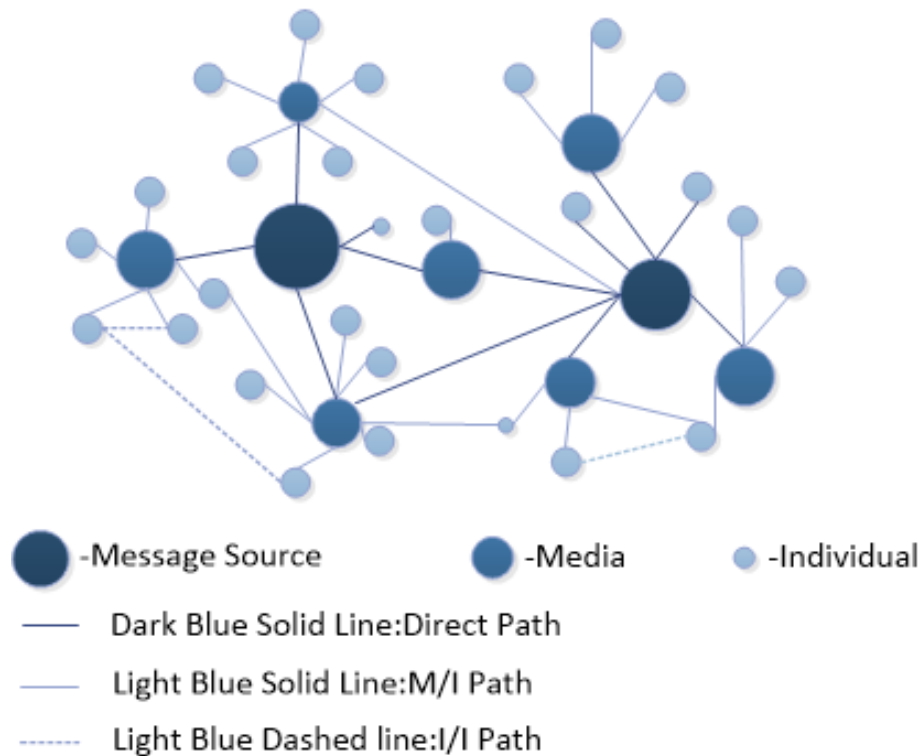 -Message Source -Media -Individual
Dark Blue Solid Line:Direct Path
Light Blue Solid Line:M/I Path
Light Blue Dashed line:I/I Path